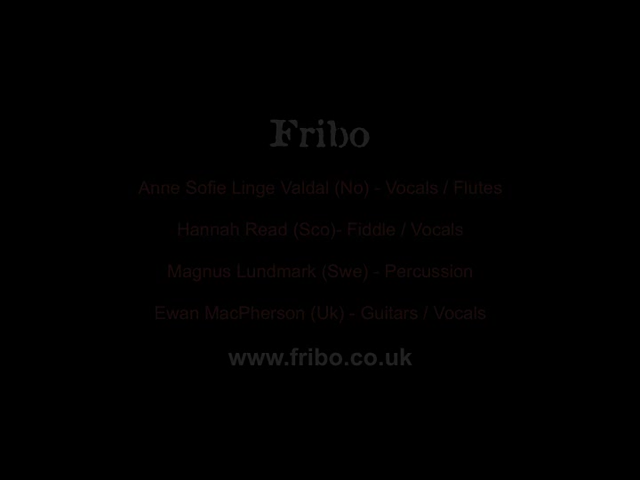 Fribo
Anne Sofie Linge Valdal (No) - Vocals / Flutes
Hannah Read (Sco)- Fiddle / Vocals
Magnus Lundmark (Swe) - Percussion
Ewan MacPherson (Uk) - Guitars / Vocals
www.fribo.co.uk